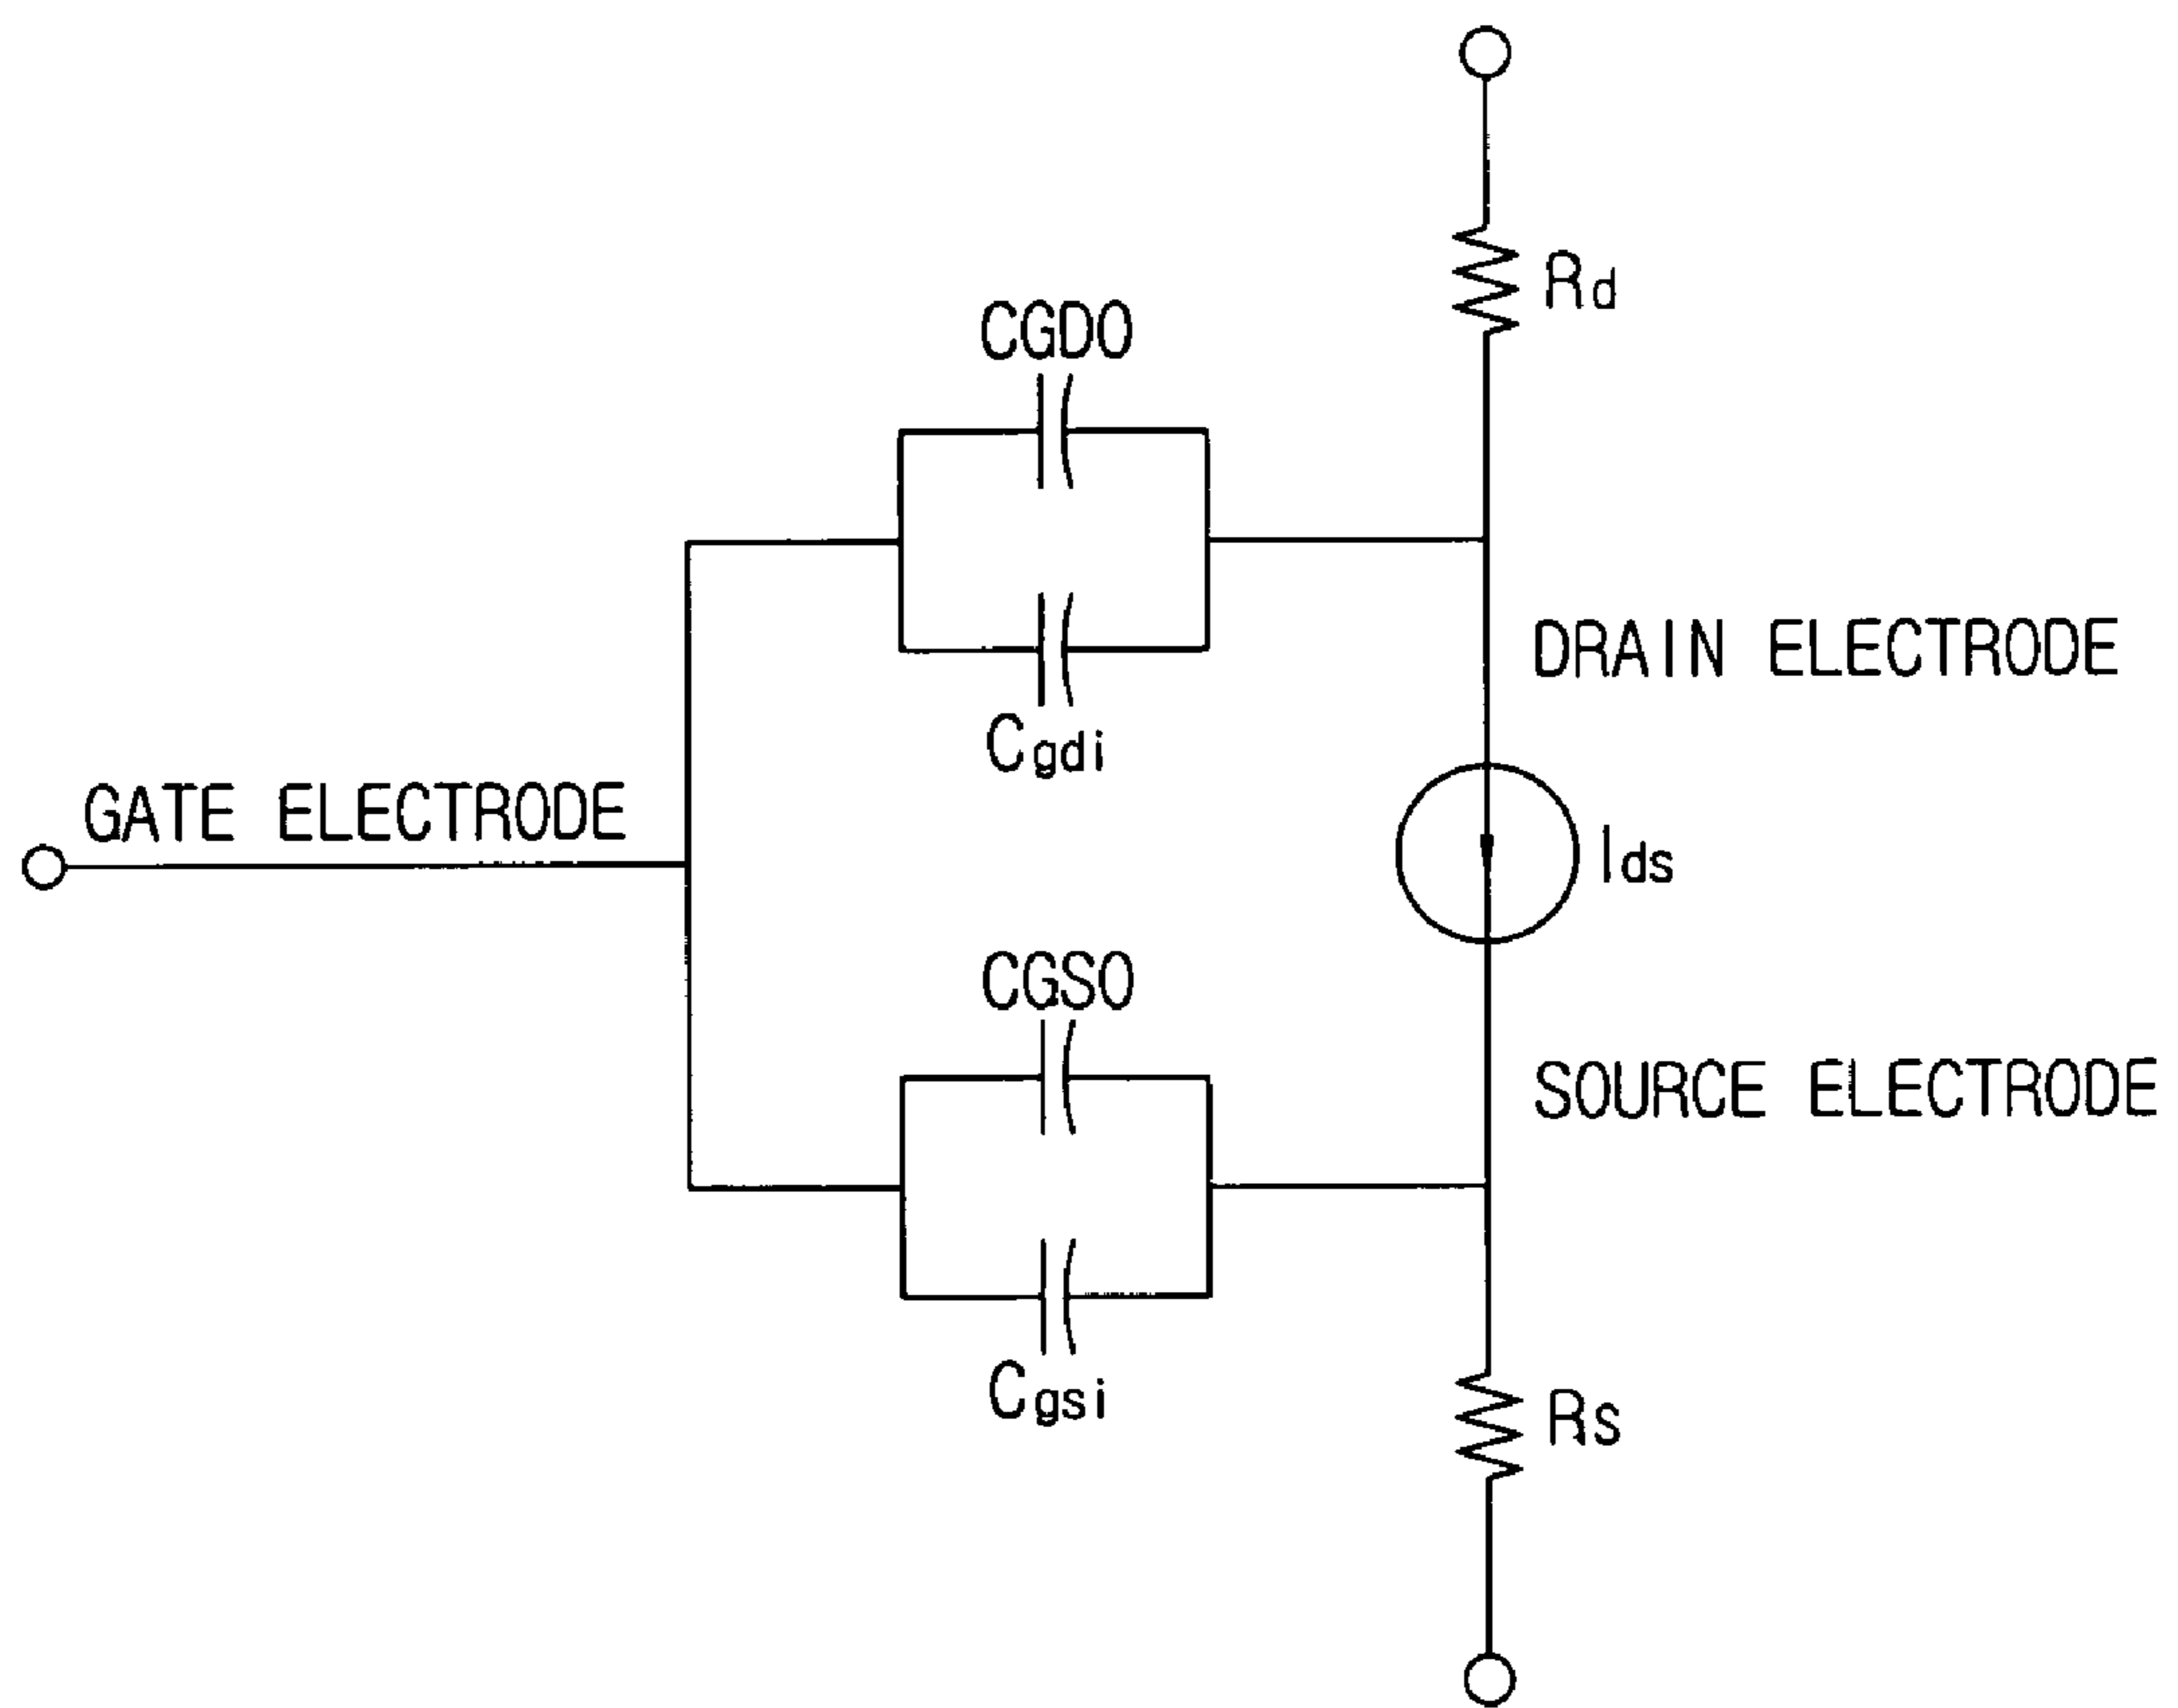 Rd
CGDO
DRAIN ELECTRODE
Cgdi
GATE ELECTRODE
Ids
CGSO
SOURCE ELECTRODE
Cgsi
Rs